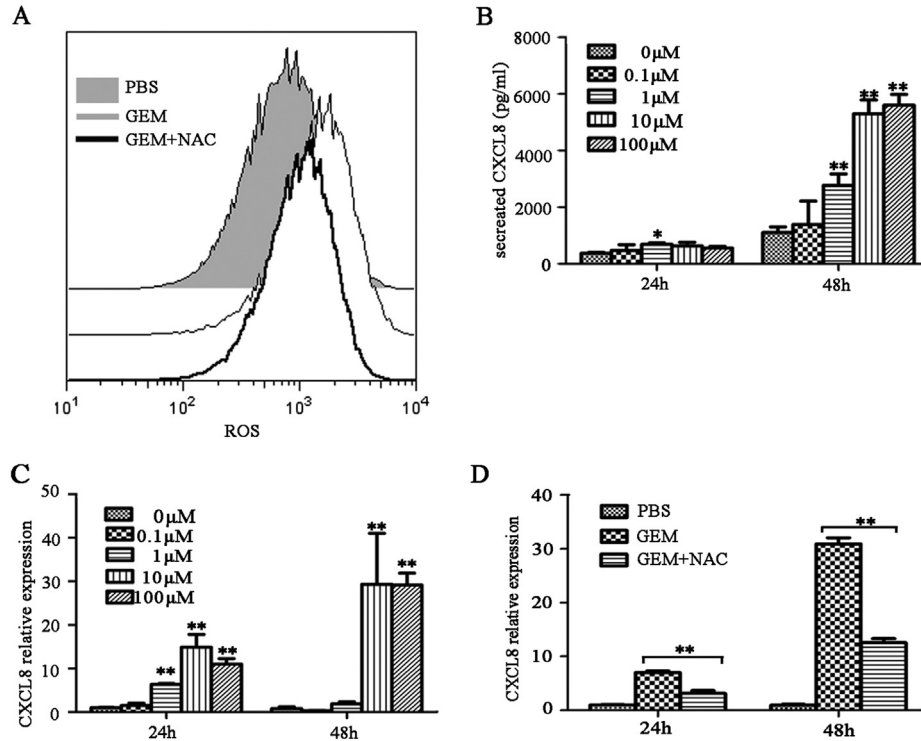 A
PBS
GEM
GEM+NAC
10¹ 10² 10³ 10⁴
ROS
B
secreated CXCL8 (pg/ml)
8000
6000
4000
2000
0
0μM
0.1μM
1μM
10μM
100μM
*
** ** **
24h 48h
C
CXCL8 relative expression
50
40
30
20
10
0
0μM
0.1μM
1μM
10μM
100μM
** ** **
** **
24h 48h
D
CXCL8 relative expression
40
30
20
10
0
PBS
GEM
GEM+NAC
** **
24h 48h